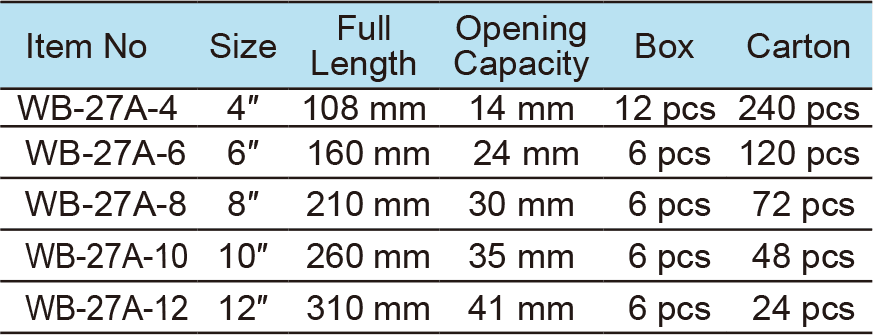 Item No Size Full Length Opening Capacity Box Carton
WB-27A-4 4″ 108 mm 14 mm 12 pcs 240 pcs
WB-27A-6 6″ 160 mm 24 mm 6 pcs 120 pcs
WB-27A-8 8″ 210 mm 30 mm 6 pcs 72 pcs
WB-27A-10 10″ 260 mm 35 mm 6 pcs 48 pcs
WB-27A-12 12″ 310 mm 41 mm 6 pcs 24 pcs